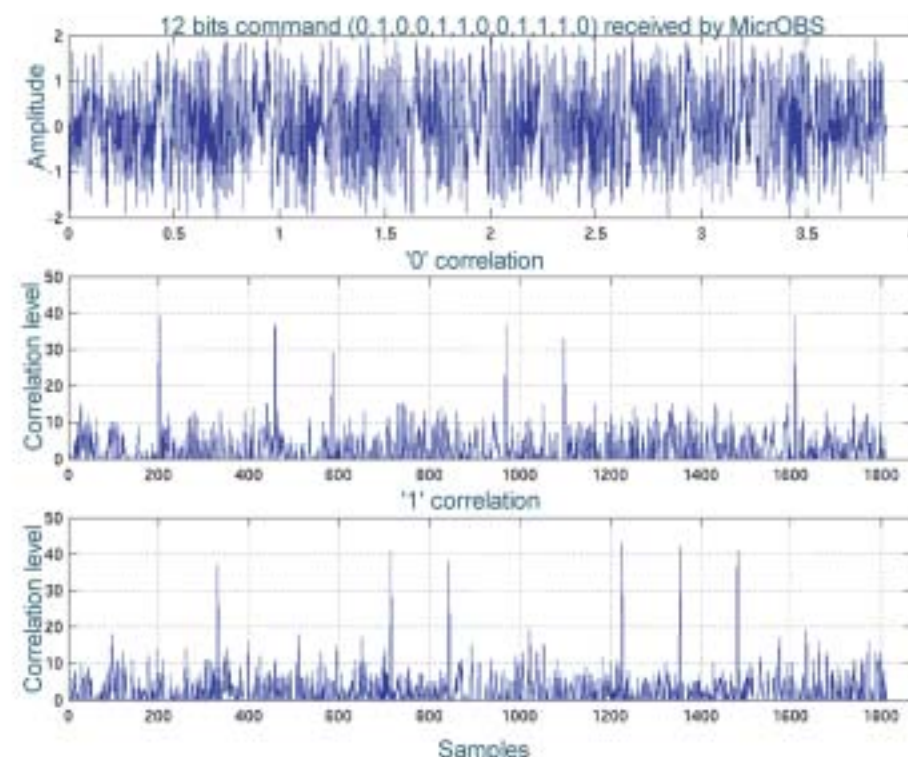 12 bits command (0,1,0,0,1,1,0,0,1,1,1,0) received by MicrOBS
Amplitude
2
1
0
-1
-2
0 0.5 1 1.5 2 2.5 3 3.5
'0' correlation
Correlation level
50
40
30
20
10
0
0 200 400 600 800 1000 1200 1400 1600 1800
'1' correlation
Correlation level
50
40
30
20
10
0
0 200 400 600 800 1000 1200 1400 1600 1800
Samples